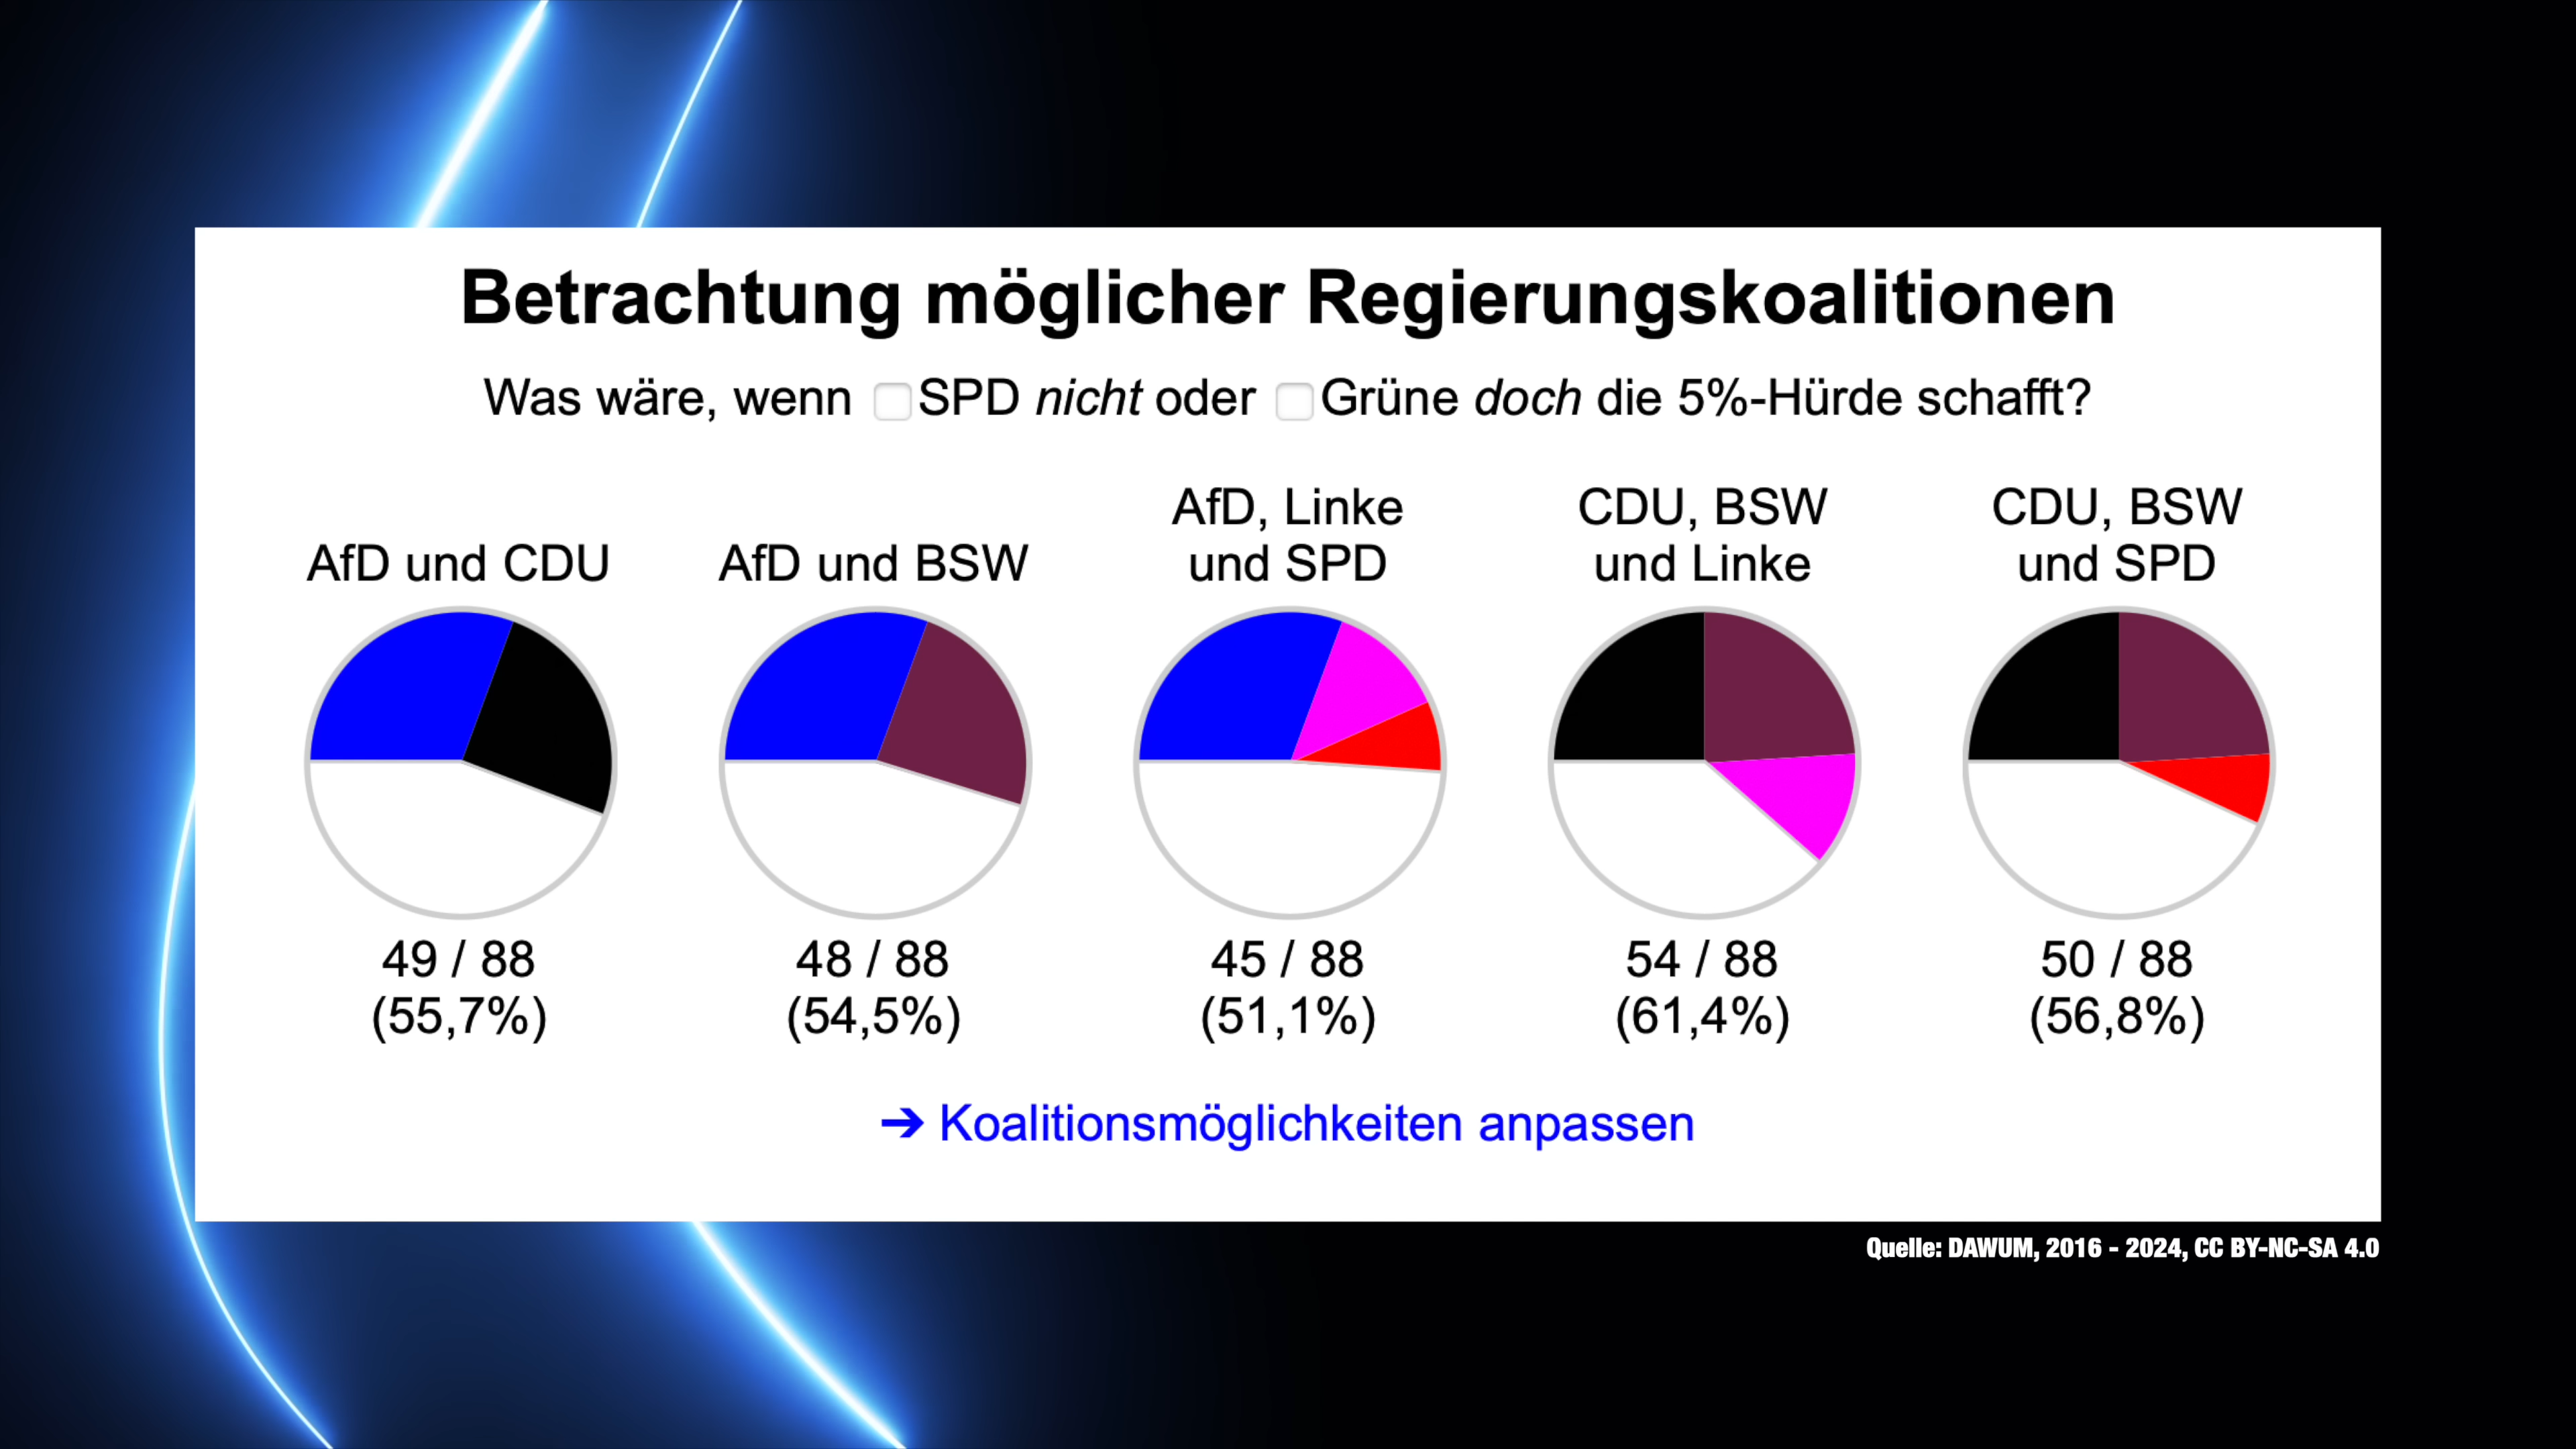 Betrachtung möglicher Regierungskoalitionen
Was wäre, wenn SPD nicht oder Grüne doch die 5%-Hürde schafft?
AfD und CDU
49 / 88
(55,7%)
AfD und BSW
48 / 88
(54,5%)
AfD, Linke
und SPD
45 / 88
(51,1%)
CDU, BSW
und Linke
54 / 88
(61,4%)
CDU, BSW
und SPD
50 / 88
(56,8%)
➔ Koalitionsmöglichkeiten anpassen
Quelle: DAWUM, 2016 - 2024, CC BY-NC-SA 4.0